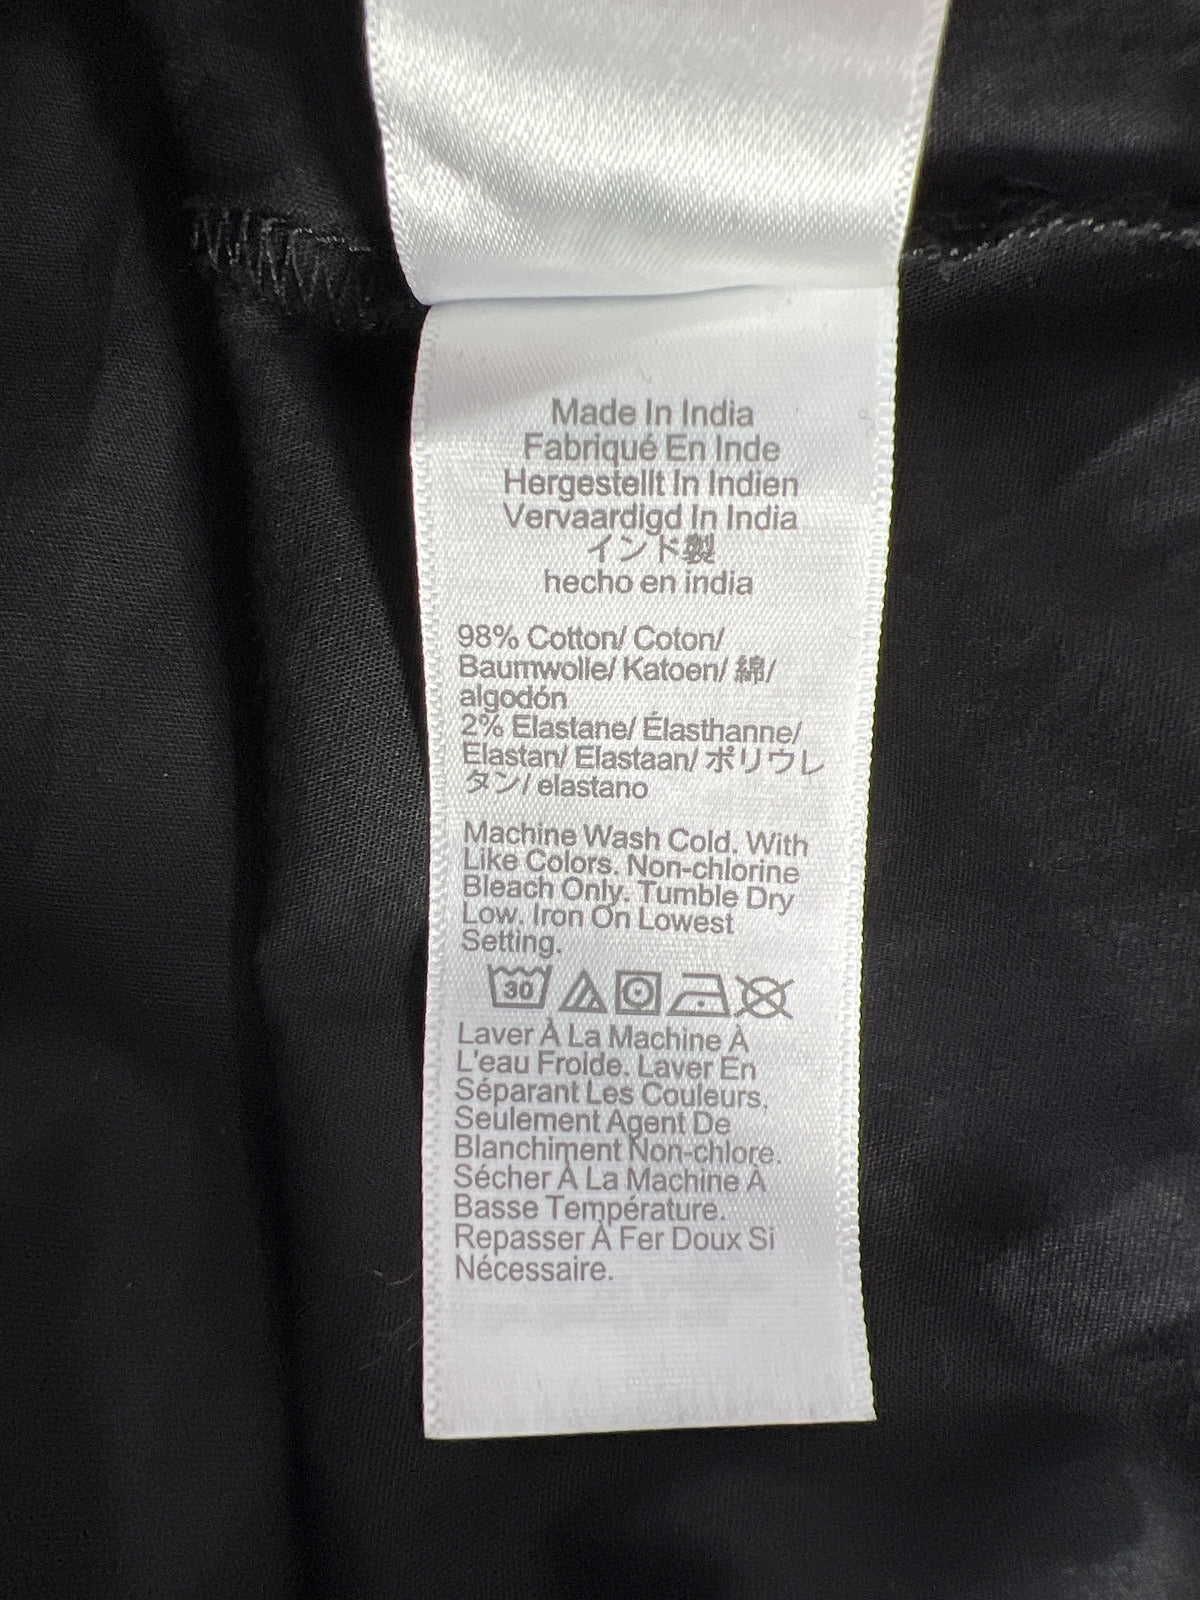 Made In India
Fabriqué En Inde
Hergestellt In Indien
Vervaardigd In India
インド製
hecho en india
98% Cotton/ Coton/
Baumwolle/ Katoen/ 綿/
algodón
2% Elastane/ Élasthanne/
Elastan/ Elastaan/ ポリウレ
タン/ elastano
Machine Wash Cold. With
Like Colors. Non-chlorine
Bleach Only. Tumble Dry
Low. Iron On Lowest
Setting.
30
Laver À La Machine À
L'eau Froide. Laver En
Séparant Les Couleurs.
Seulement Agent De
Blanchiment Non-chlore.
Sécher À La Machine À
Basse Température.
Repasser À Fer Doux Si
Nécessaire.